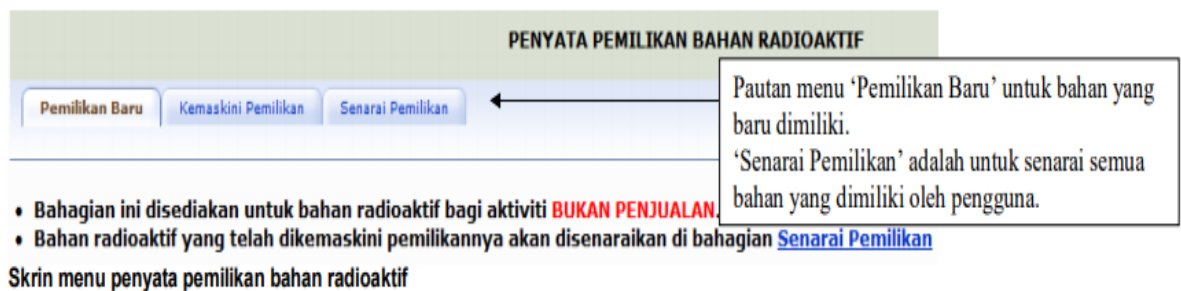 PENYATA PEMILIKAN BAHAN RADIOAKTIF
Pemilikan Baru Kemaskini Pemilikan Senarai Pemilikan
Pautan menu ‘Pemilikan Baru’ untuk bahan yang
baru dimiliki.
‘Senarai Pemilikan’ adalah untuk senarai semua
bahan yang dimiliki oleh pengguna.
• Bahagian ini disediakan untuk bahan radioaktif bagi aktiviti BUKAN PENJUALAN.
• Bahan radioaktif yang telah dikemaskini pemilikannya akan disenaraikan di bahagian Senarai Pemilikan
Skrin menu penyata pemilikan bahan radioaktif